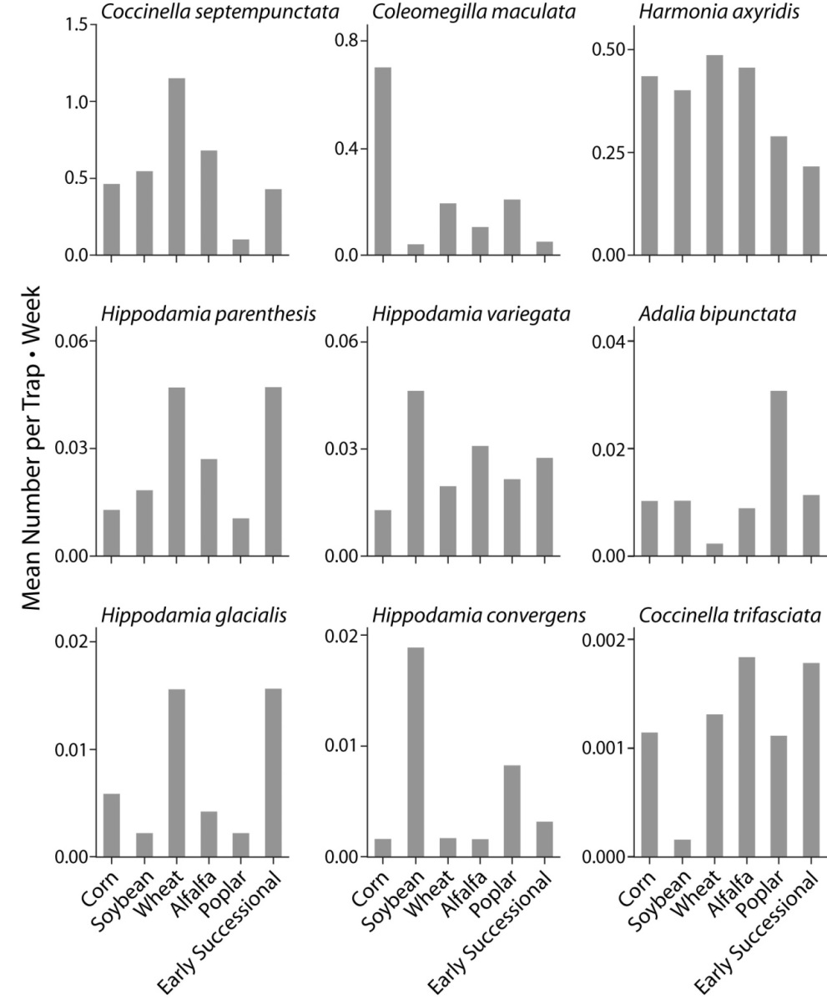 Coccinella septempunctata
Coleomegilla maculata
Harmonia axyridis
1.5
1.0
0.5
0.0
0.8
0.4
0.0
0.50
0.25
0.00
Mean Number per Trap • Week
Hippodamia parenthesis
Hippodamia variegata
Adalia bipunctata
0.06
0.03
0.00
0.06
0.03
0.00
0.04
0.02
0.00
Hippodamia glacialis
Hippodamia convergens
Coccinella trifasciata
0.02
0.01
0.00
0.02
0.01
0.00
0.002
0.001
0.000
Corn
Soybean
Wheat
Alfalfa
Poplar
Early Successional
Corn
Soybean
Wheat
Alfalfa
Poplar
Early Successional
Corn
Soybean
Wheat
Alfalfa
Poplar
Early Successional